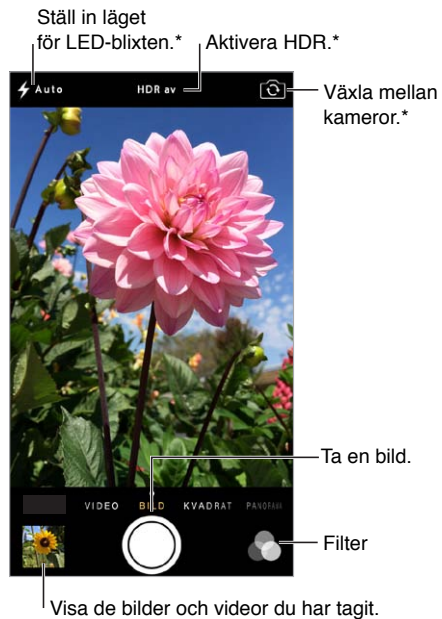 Ställ in läget
för LED-blixten.*
Aktivera HDR.*
Auto
HDR av
Växla mellan
kameror.*
Ta en bild.
VIDEO BILD KVADRAT PANORAMA
Filter
Visa de bilder och videor du har tagit.